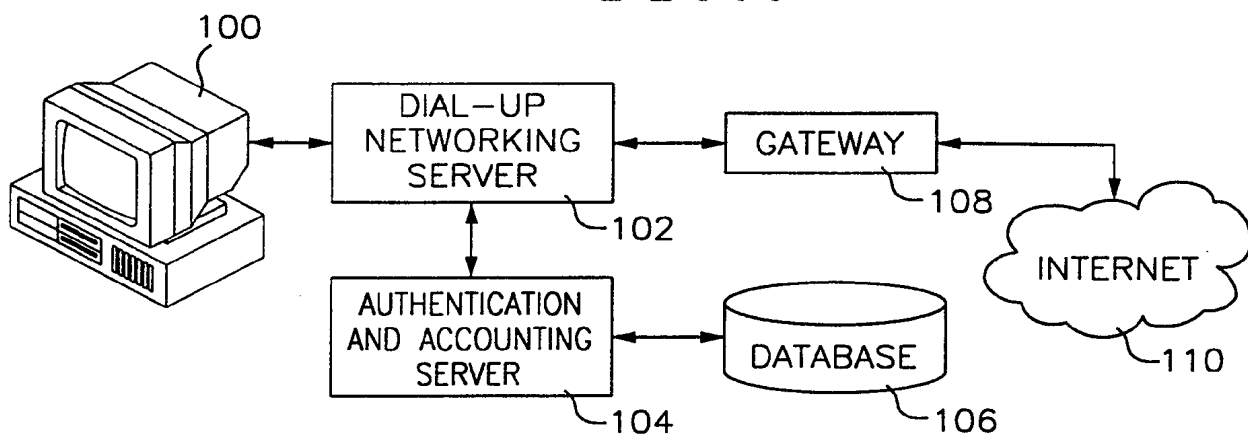 100
DIAL-UP
NETWORKING
SERVER
102
GATEWAY
108
INTERNET
110
AUTHENTICATION
AND ACCOUNTING
SERVER
104
DATABASE
106